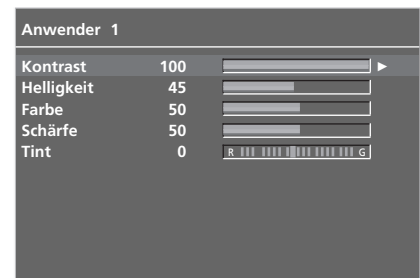 Anwender 1
Kontrast 100
Helligkeit 45
Farbe 50
Schärfe 50
Tint 0 R G